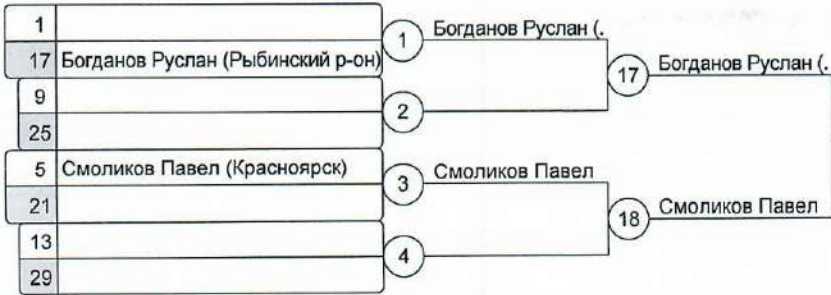 1
17 Богданов Руслан (Рыбинский р-он)
1 Богданов Руслан (.
17 Богданов Руслан (.
9
25
2
5 Смоликов Павел (Красноярск)
21
3 Смоликов Павел
18 Смоликов Павел
13
29
4